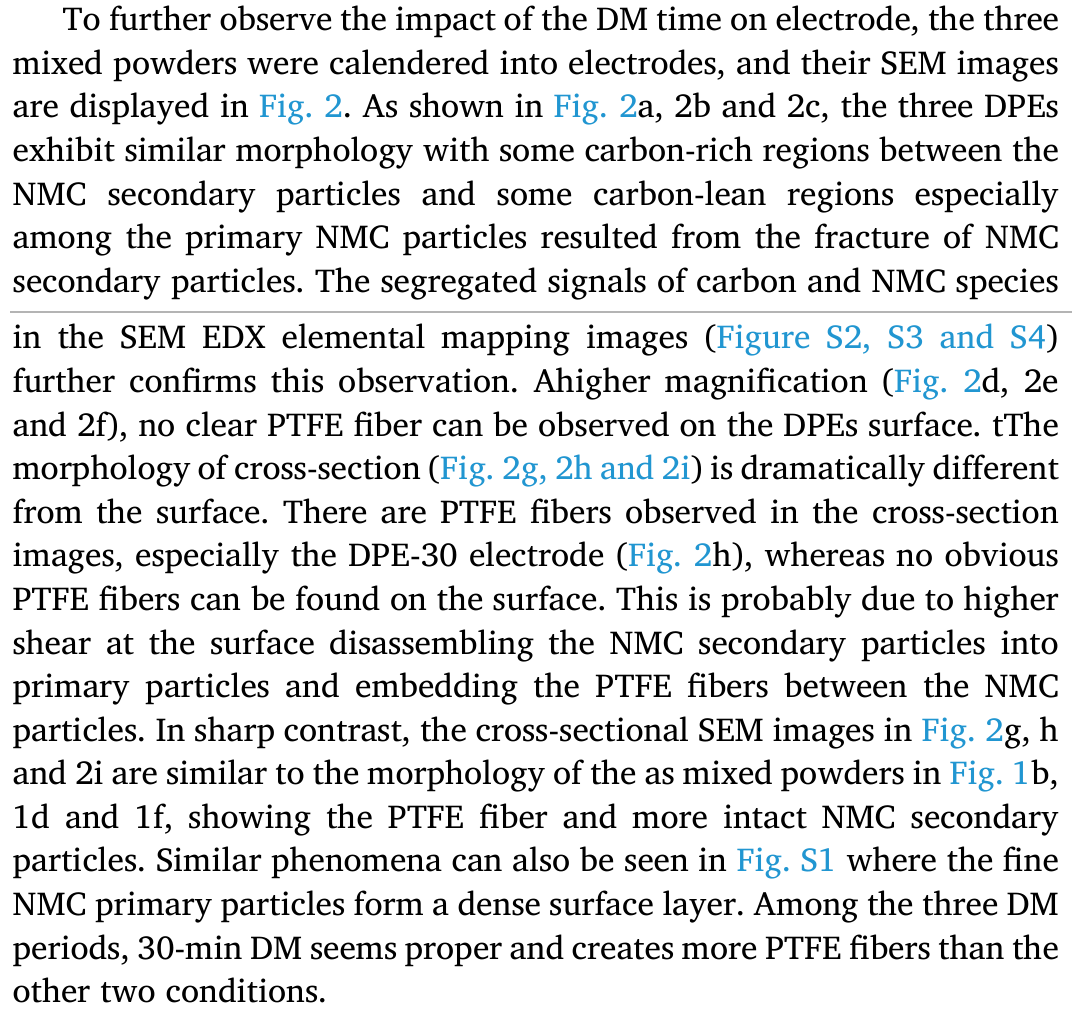 To further observe the impact of the DM time on electrode, the three
mixed powders were calendered into electrodes, and their SEM images
are displayed in Fig. 2. As shown in Fig. 2a, 2b and 2c, the three DPEs
exhibit similar morphology with some carbon-rich regions between the
NMC secondary particles and some carbon-lean regions especially
among the primary NMC particles resulted from the fracture of NMC
secondary particles. The segregated signals of carbon and NMC species
in the SEM EDX elemental mapping images (Figure S2, S3 and S4)
further confirms this observation. Ahigher magnification (Fig. 2d, 2e
and 2f), no clear PTFE fiber can be observed on the DPEs surface. tThe
morphology of cross-section (Fig. 2g, 2h and 2i) is dramatically different
from the surface. There are PTFE fibers observed in the cross-section
images, especially the DPE-30 electrode (Fig. 2h), whereas no obvious
PTFE fibers can be found on the surface. This is probably due to higher
shear at the surface disassembling the NMC secondary particles into
primary particles and embedding the PTFE fibers between the NMC
particles. In sharp contrast, the cross-sectional SEM images in Fig. 2g, h
and 2i are similar to the morphology of the as mixed powders in Fig. 1b,
1d and 1f, showing the PTFE fiber and more intact NMC secondary
particles. Similar phenomena can also be seen in Fig. S1 where the fine
NMC primary particles form a dense surface layer. Among the three DM
periods, 30-min DM seems proper and creates more PTFE fibers than the
other two conditions.